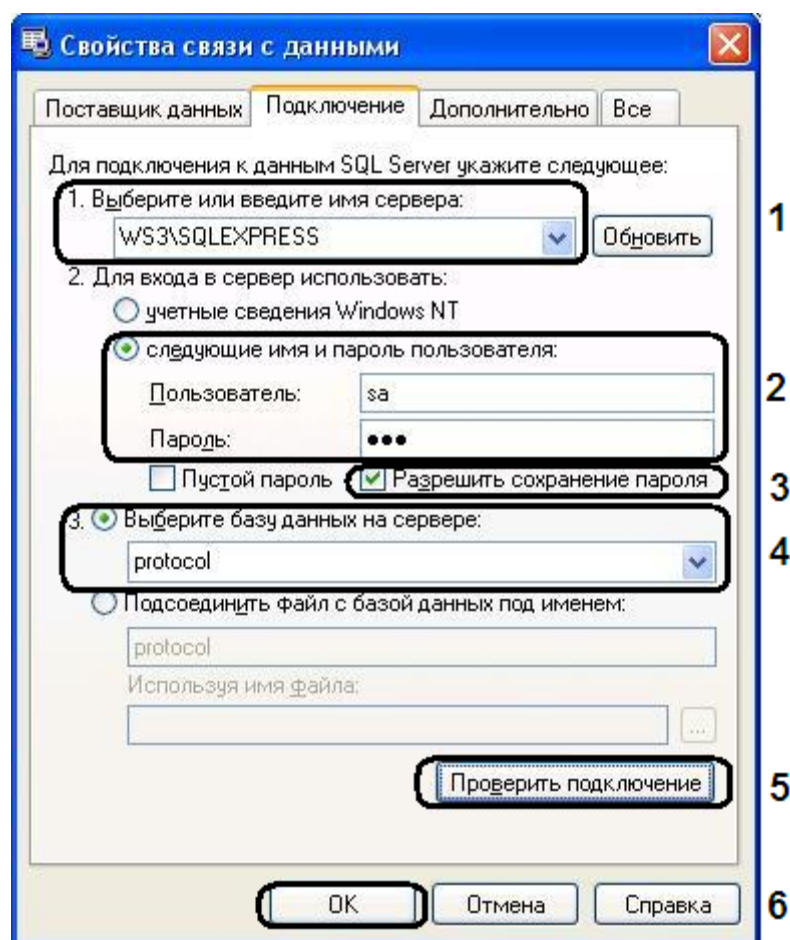 Свойства связи с данными
Поставщик данных Подключение Дополнительно Все
Для подключения к данным SQL Server укажите следующее:
1. Выберите или введите имя сервера:
1
WS3\SQLEXPRESS Обновить
2. Для входа в сервер использовать:
учетные сведения Windows NT
следующие имя и пароль пользователя:
Пользователь: sa
2
Пароль: •••
Пустой пароль Разрешить сохранение пароля
3
3. Выберите базу данных на сервере:
4
protocol
Подсоединить файл с базой данных под именем:
protocol
Используя имя файла:
...
Проверить подключение
5
OK Отмена Справка
6